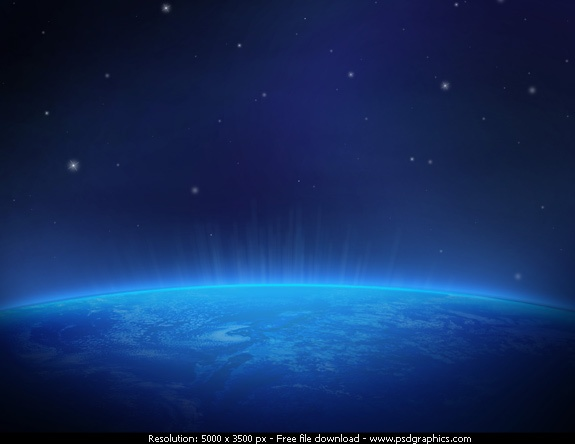 Resolution: 5000 x 3500 px - Free file download - www.psdgraphics.com